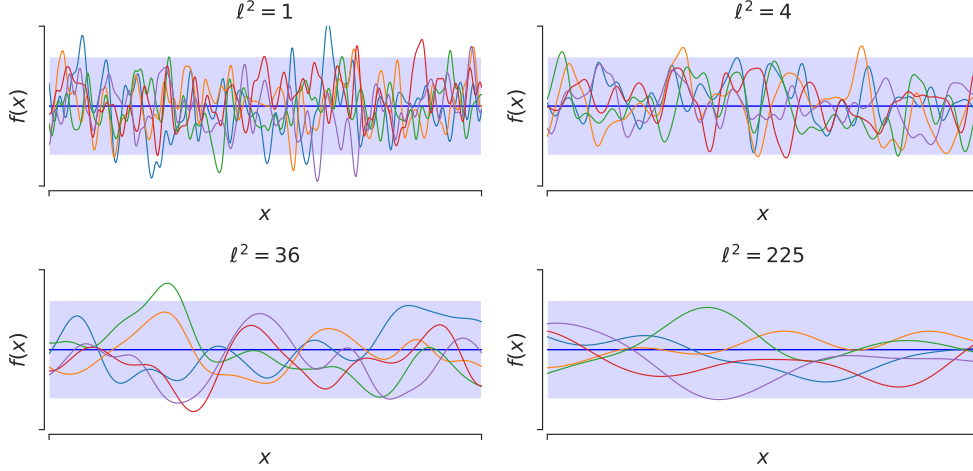 ℓ² = 1
f(x)
x
ℓ² = 4
f(x)
x
ℓ² = 36
f(x)
x
ℓ² = 225
f(x)
x